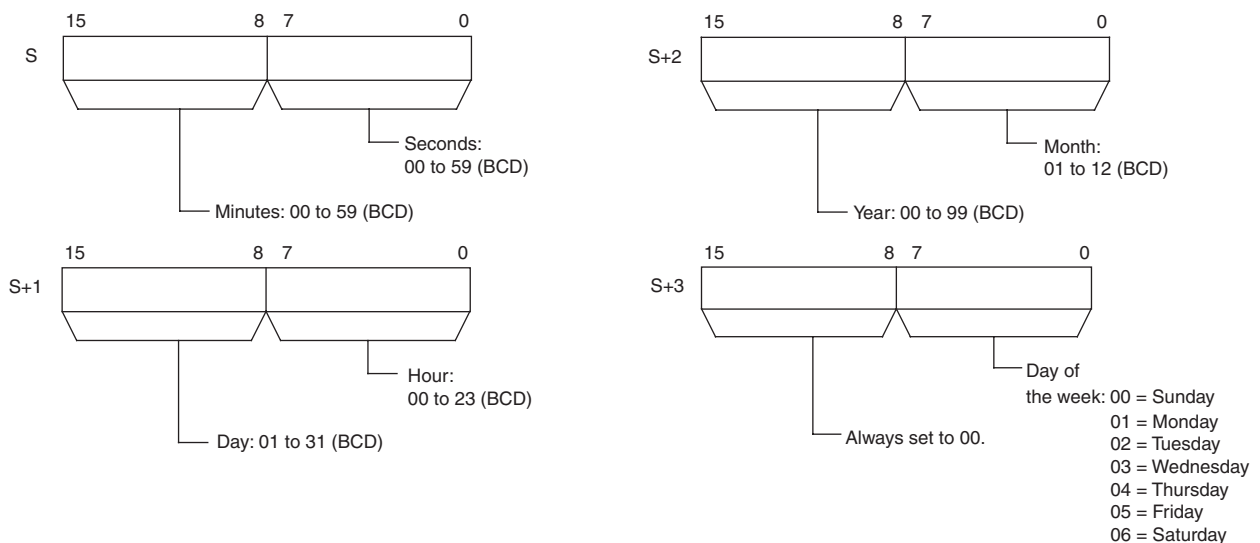 15 8 7 0
S
Seconds:
00 to 59 (BCD)
Minutes: 00 to 59 (BCD)
15 8 7 0
S+1
Hour:
00 to 23 (BCD)
Day: 01 to 31 (BCD)
15 8 7 0
S+2
Month:
01 to 12 (BCD)
Year: 00 to 99 (BCD)
15 8 7 0
S+3
Day of
the week: 00 = Sunday
01 = Monday
02 = Tuesday
03 = Wednesday
04 = Thursday
05 = Friday
06 = Saturday
Always set to 00.